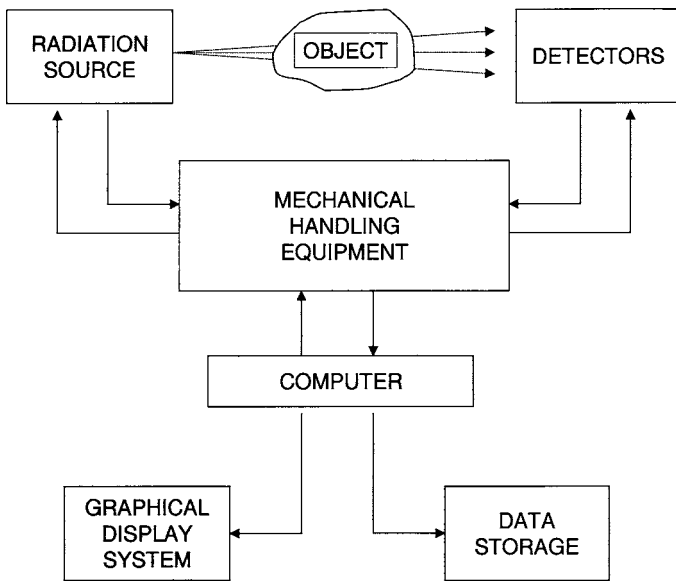 RADIATION
SOURCE
OBJECT
DETECTORS
MECHANICAL
HANDLING
EQUIPMENT
COMPUTER
GRAPHICAL
DISPLAY
SYSTEM
DATA
STORAGE